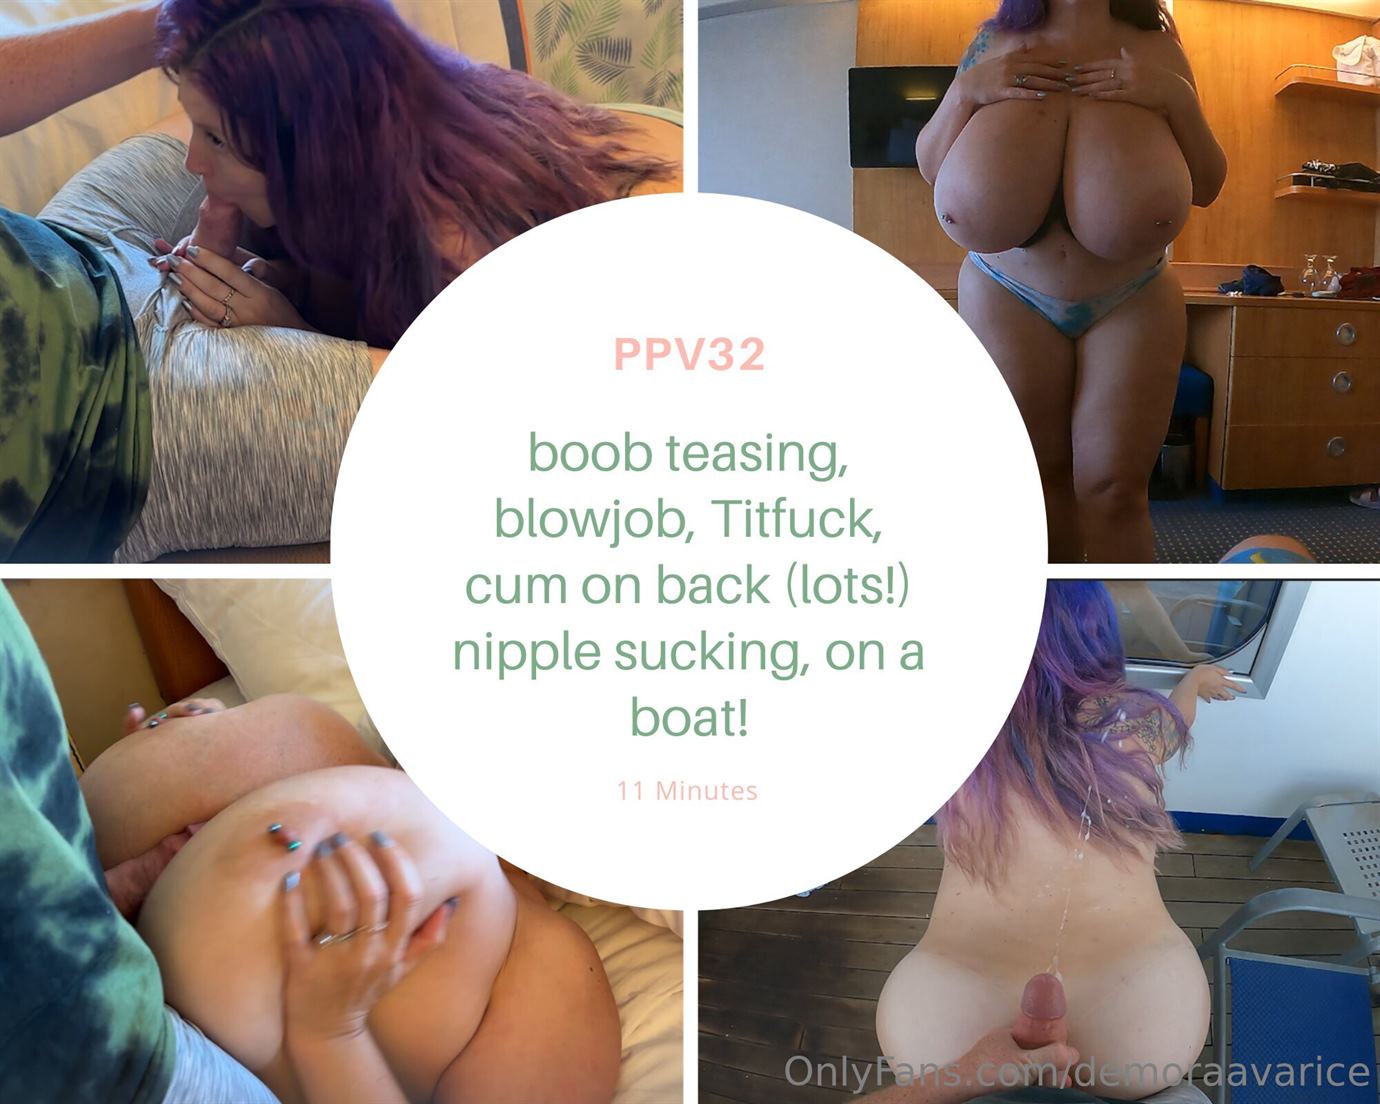 PPV32
boob teasing,
blowjob, Titfuck,
cum on back (lots!)
nipple sucking, on a
boat!
11 Minutes
OnlyFans.com/demoraavarice